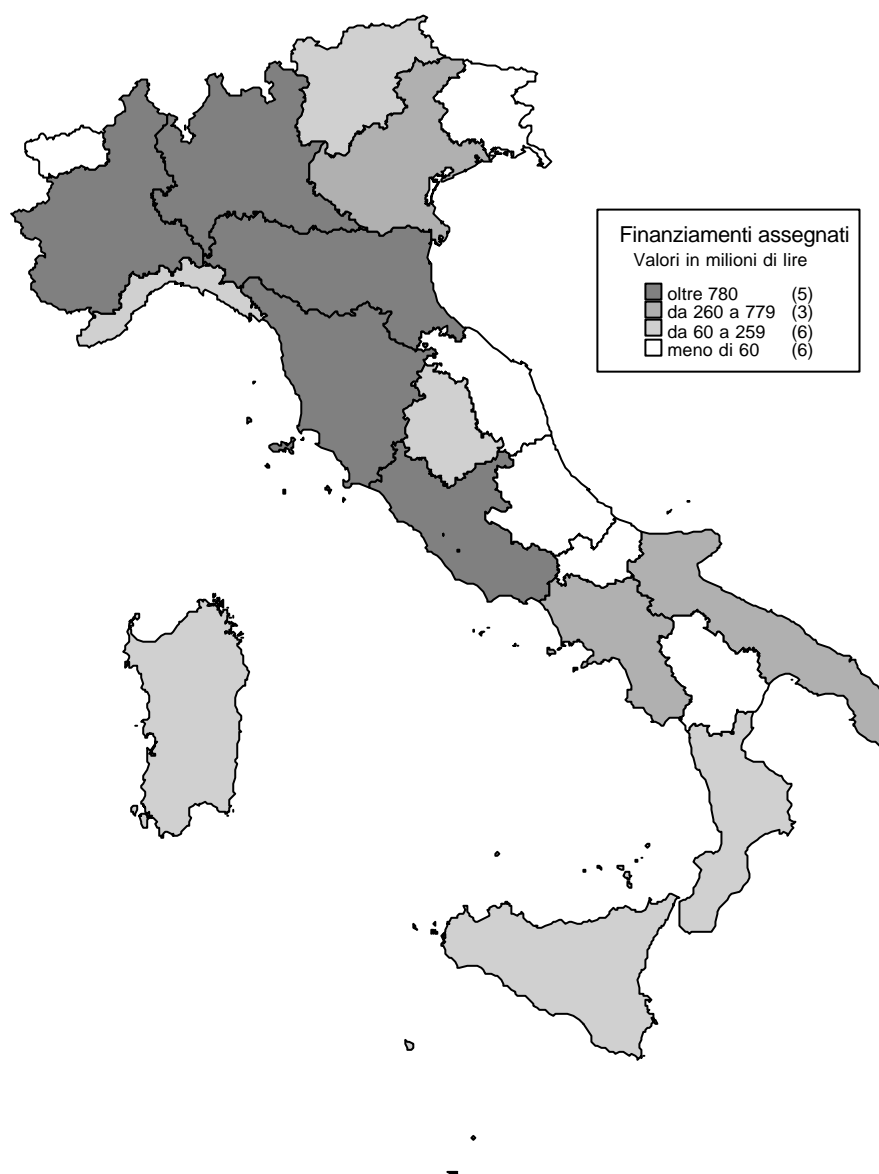 Finanziamenti assegnati
Valori in milioni di lire
oltre 780 (5)
da 260 a 779 (3)
da 60 a 259 (6)
meno di 60 (6)